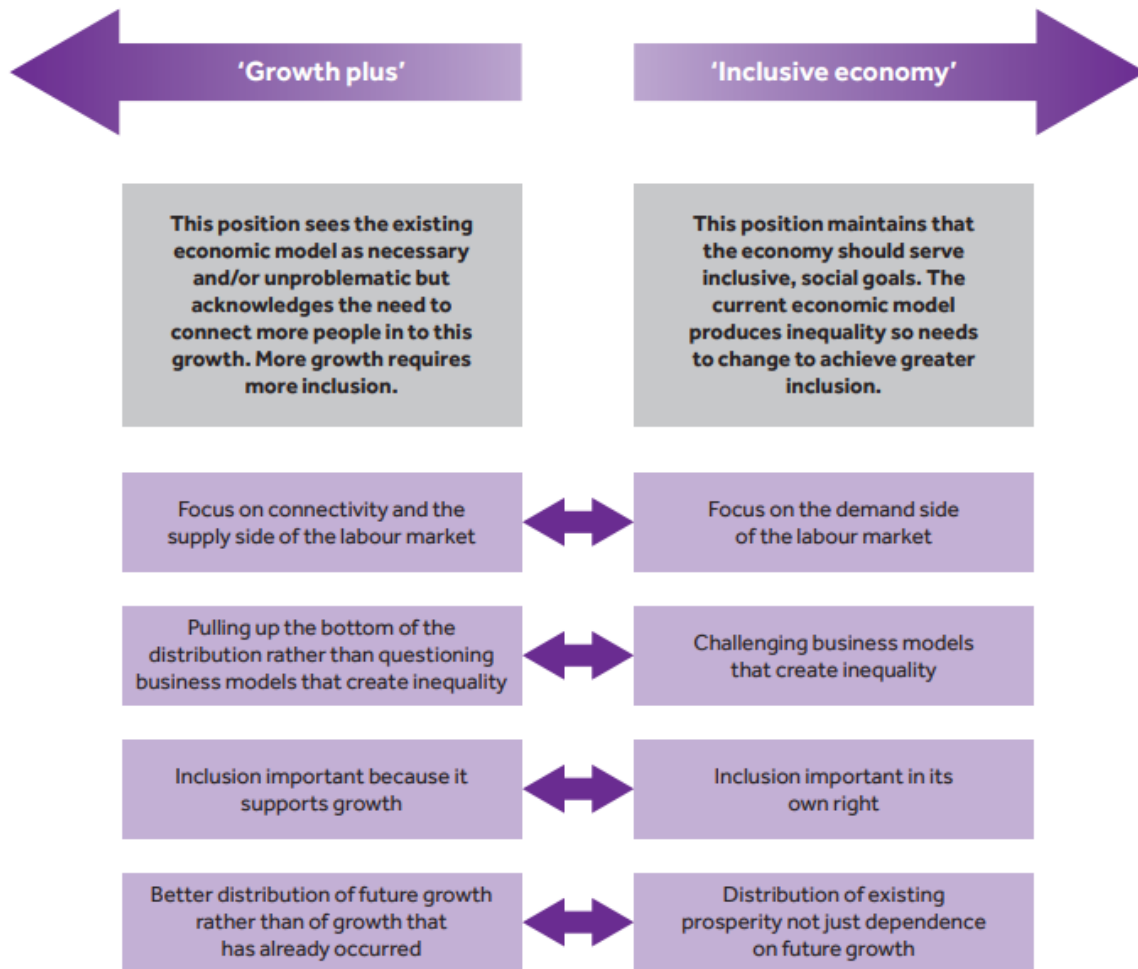 ‘Growth plus’
‘Inclusive economy’
This position sees the existing
economic model as necessary
and/or unproblematic but
acknowledges the need to
connect more people in to this
growth. More growth requires
more inclusion.
This position maintains that
the economy should serve
inclusive, social goals. The
current economic model
produces inequality so needs
to change to achieve greater
inclusion.
Focus on connectivity and the
supply side of the labour market
Focus on the demand side
of the labour market
Pulling up the bottom of the
distribution rather than questioning
business models that create inequality
Challenging business models
that create inequality
Inclusion important because it
supports growth
Inclusion important in its
own right
Better distribution of future growth
rather than of growth that
has already occurred
Distribution of existing
prosperity not just dependence
on future growth